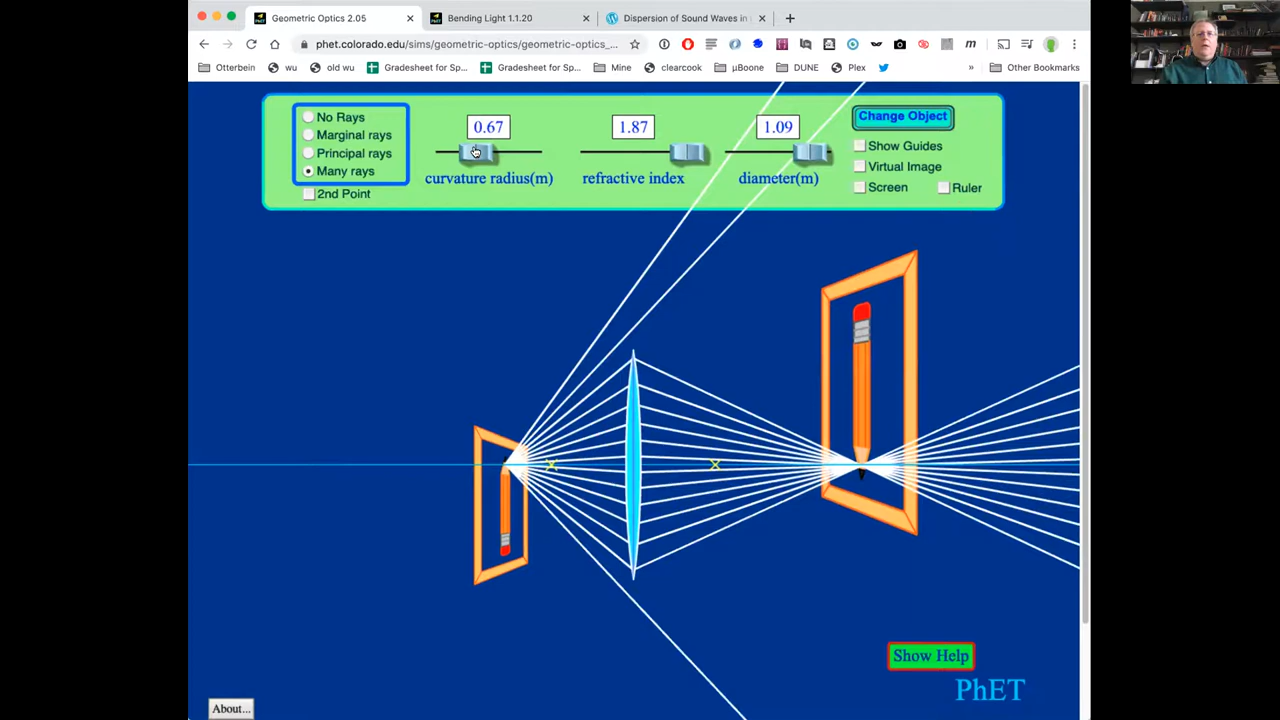 Geometric Optics 2.05
Bending Light 1.1.20
Dispersion of Sound Waves in
phet.colorado.edu/sims/geometric-optics/geometric-optics_...
Outerbein
wu
old wu
Gradesheet for Sp...
Gradesheet for Sp...
Mine
clearcook
µBoone
DUNE
Plex
»
Other Bookmarks
No Rays
Marginal rays
Principal rays
Many rays
2nd Point
0.67
curvature radius(m)
1.87
refractive index
1.09
diameter(m)
Change Object
Show Guides
Virtual Image
Screen
Ruler
Show Help
PhET
About...